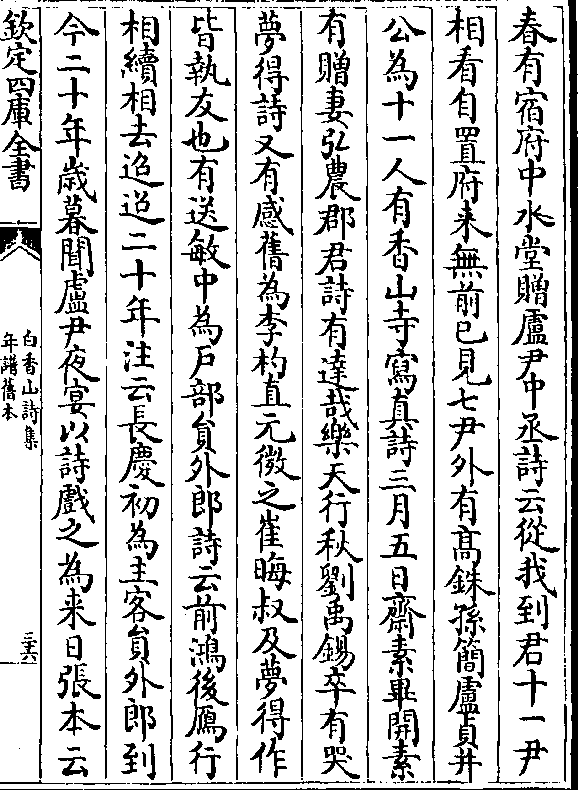 春有宿府中水堂贈盧尹中丞詩云從我到君十一尹
相看自置府来無前已見七尹外有髙銖孫簡盧貞并
公為十一人有香山寺寫真詩三月五日齋素畢開素
有贈妻弘農郡君詩有達哉樂天行秋劉禹錫卒有哭
夢得詩又有感舊為李杓直元微之崔晦叔及夢得作
皆執友也有送敏中為戸部員外郎詩云前鴻後鴈行
相續相去迢迢二十年注云長慶初為主客員外郎到
今二十年歲暮聞盧尹夜宴以詩戲之為来日張本云
欽定四庫全書
白香山詩集
年譜舊本
三六